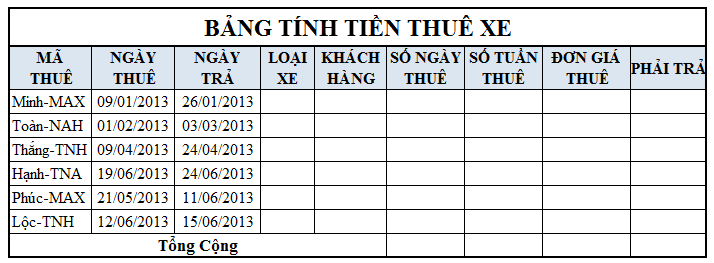 BẢNG TÍNH TIỀN THUÊ XE
MÃ THUÊ NGÀY THUÊ NGÀY TRẢ LOẠI XE KHÁCH HÀNG SỐ NGÀY THUÊ SỐ TUẦN THUÊ ĐƠN GIÁ THUÊ PHẢI TRẢ
Minh-MAX 09/01/2013 26/01/2013
Toàn-NAH 01/02/2013 03/03/2013
Thắng-TNH 09/04/2013 24/04/2013
Hạnh-TNA 19/06/2013 24/06/2013
Phúc-MAX 21/05/2013 11/06/2013
Lộc-TNH 12/06/2013 15/06/2013
Tổng Cộng